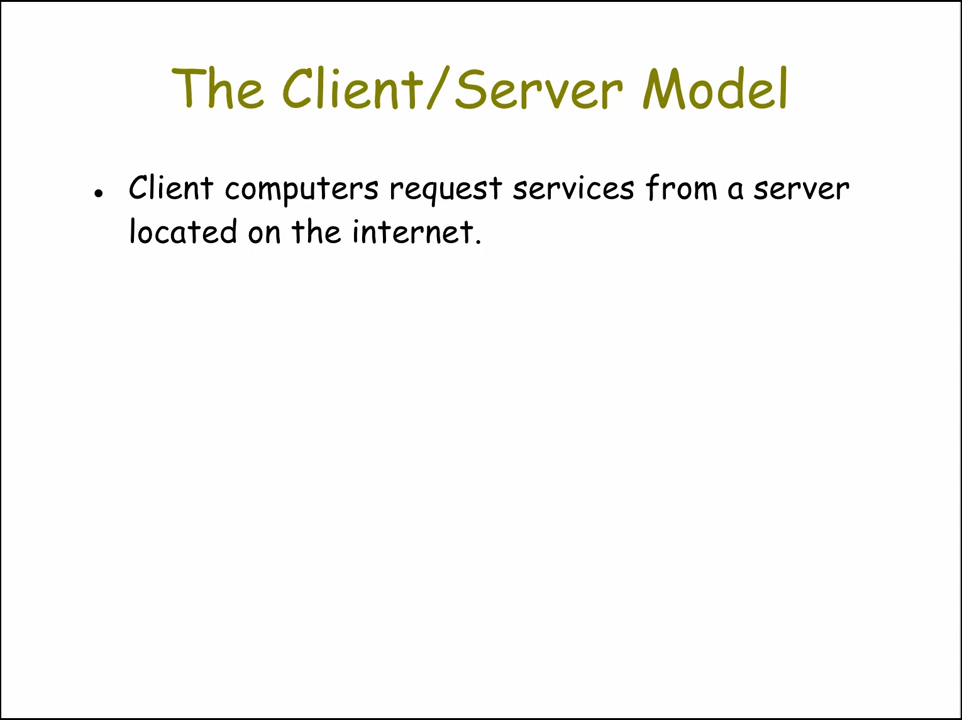 The Client/Server Model
● Client computers request services from a server
located on the internet.